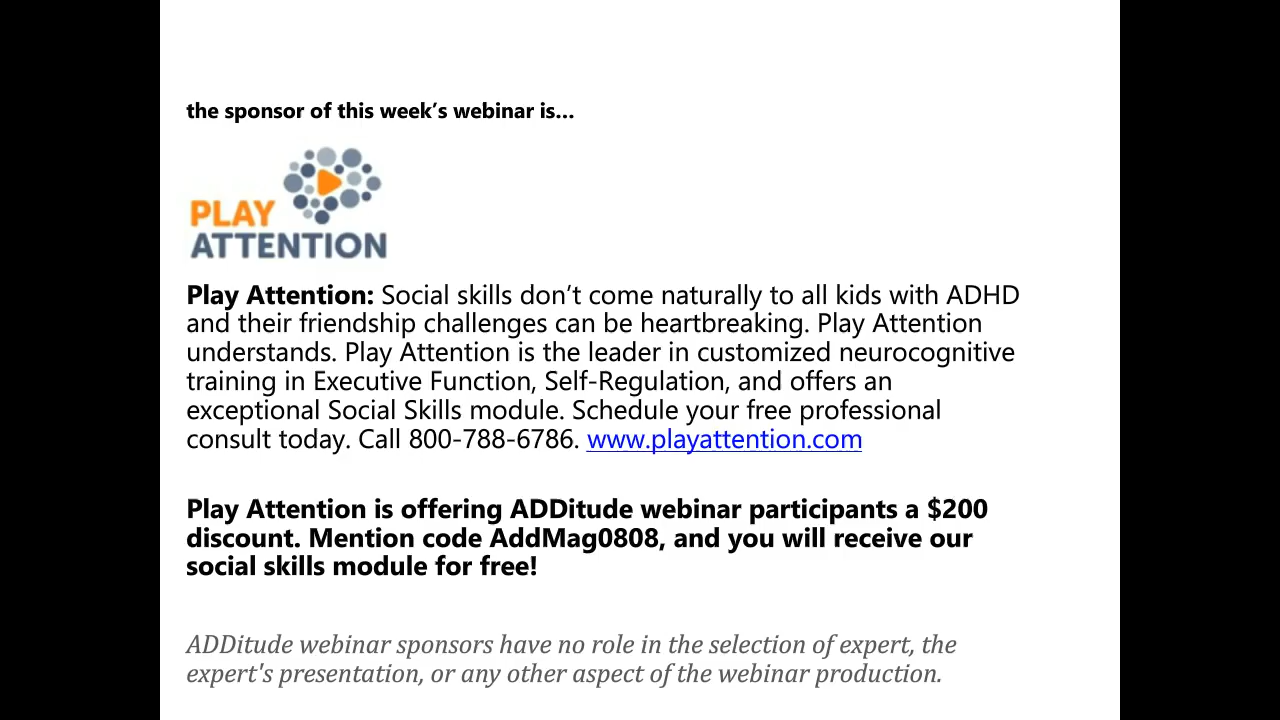 the sponsor of this week’s webinar is…
PLAY
ATTENTION
Play Attention: Social skills don’t come naturally to all kids with ADHD
and their friendship challenges can be heartbreaking. Play Attention
understands. Play Attention is the leader in customized neurocognitive
training in Executive Function, Self-Regulation, and offers an
exceptional Social Skills module. Schedule your free professional
consult today. Call 800-788-6786. www.playattention.com
Play Attention is offering ADDitude webinar participants a $200
discount. Mention code AddMag0808, and you will receive our
social skills module for free!
ADDitude webinar sponsors have no role in the selection of expert, the
expert's presentation, or any other aspect of the webinar production.